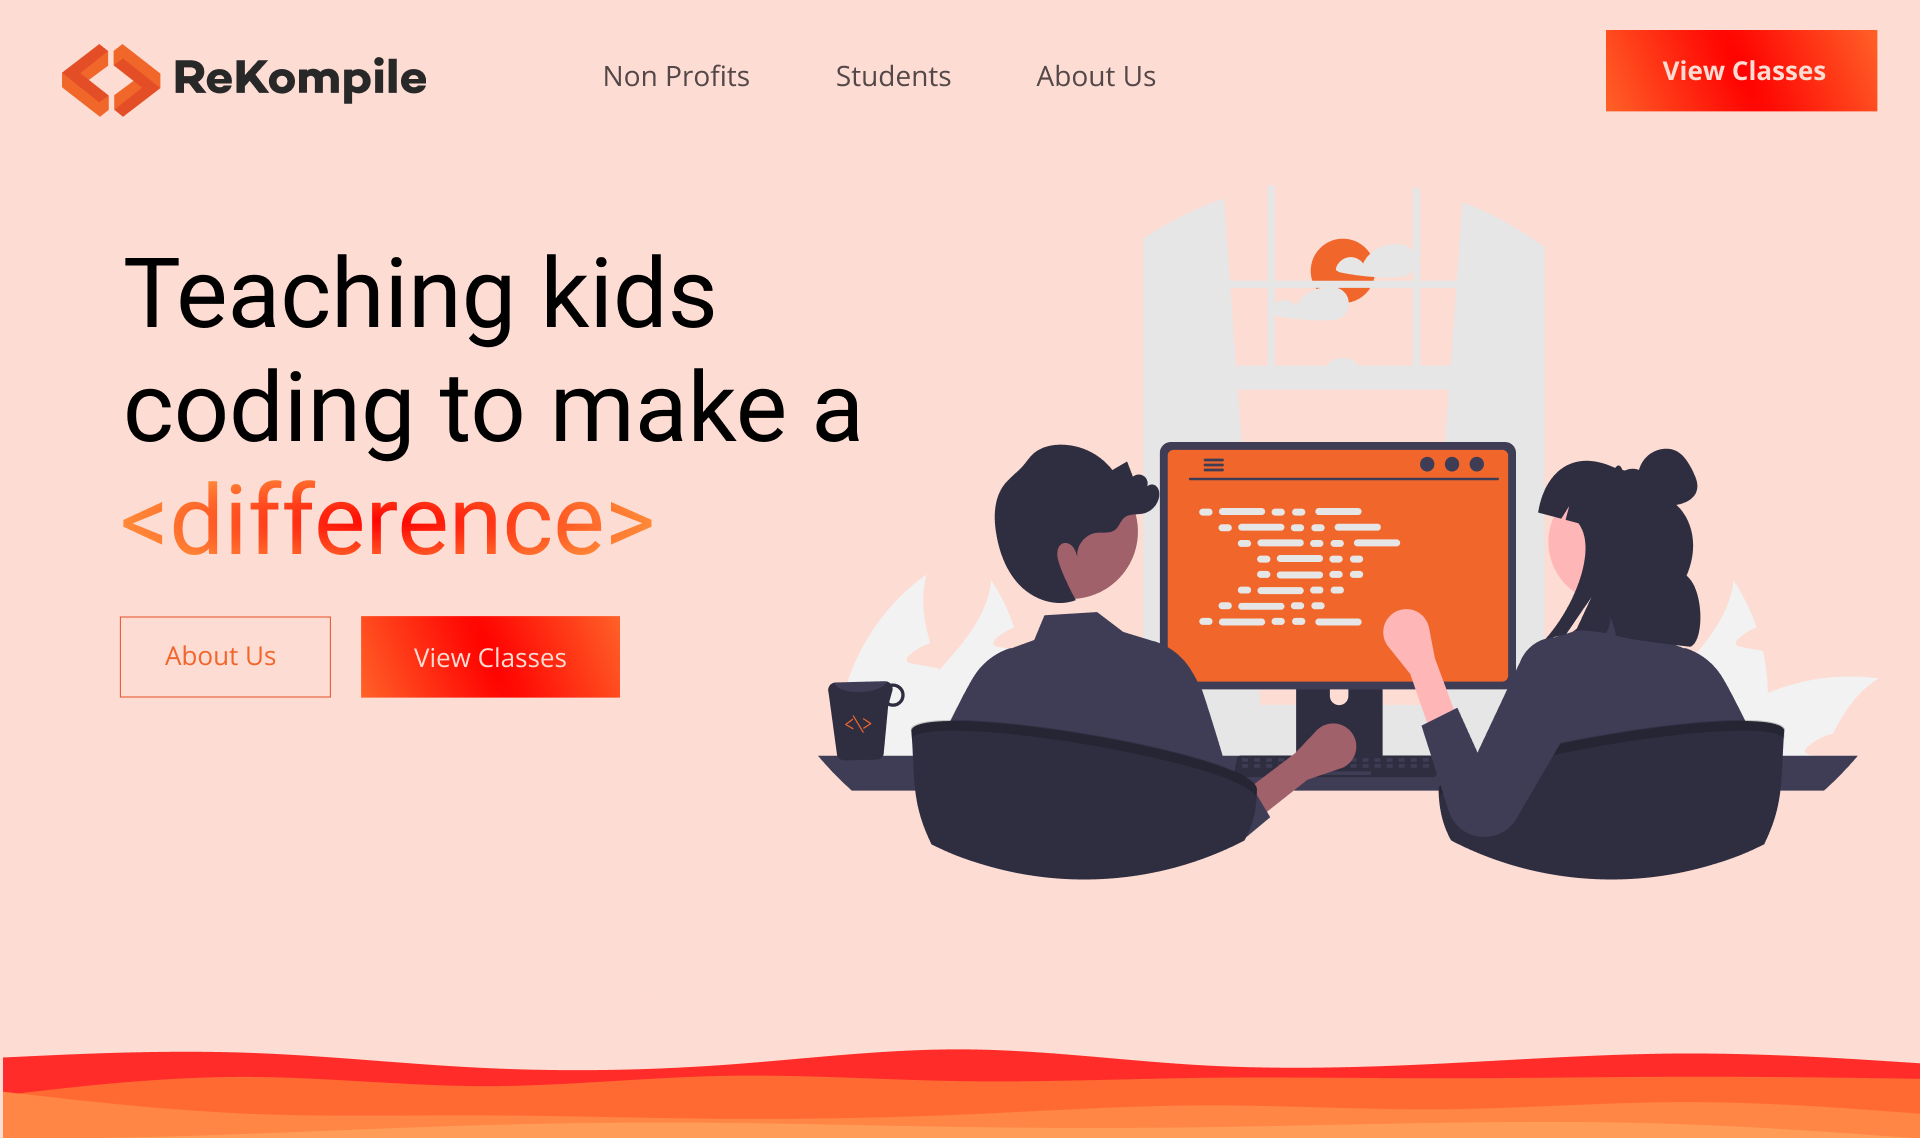 ReKompile
Non Profits
Students
About Us
View Classes
Teaching kids
coding to make a
<difference>
About Us
View Classes
<\>